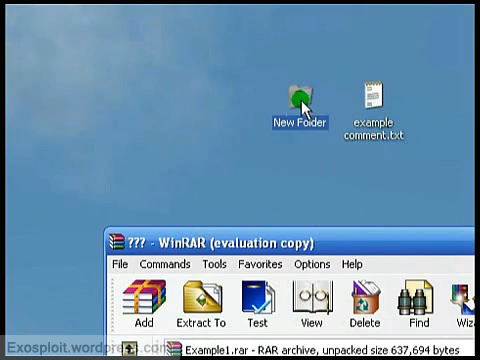 New Folder
example
comment.txt
??? - WinRAR (evaluation copy)
File Commands Tools Favorites Options Help
Add Extract To Test View Delete Find
Exosploit.wordpress.com
Example1.rar - RAR archive, unpacked size 637,694 bytes